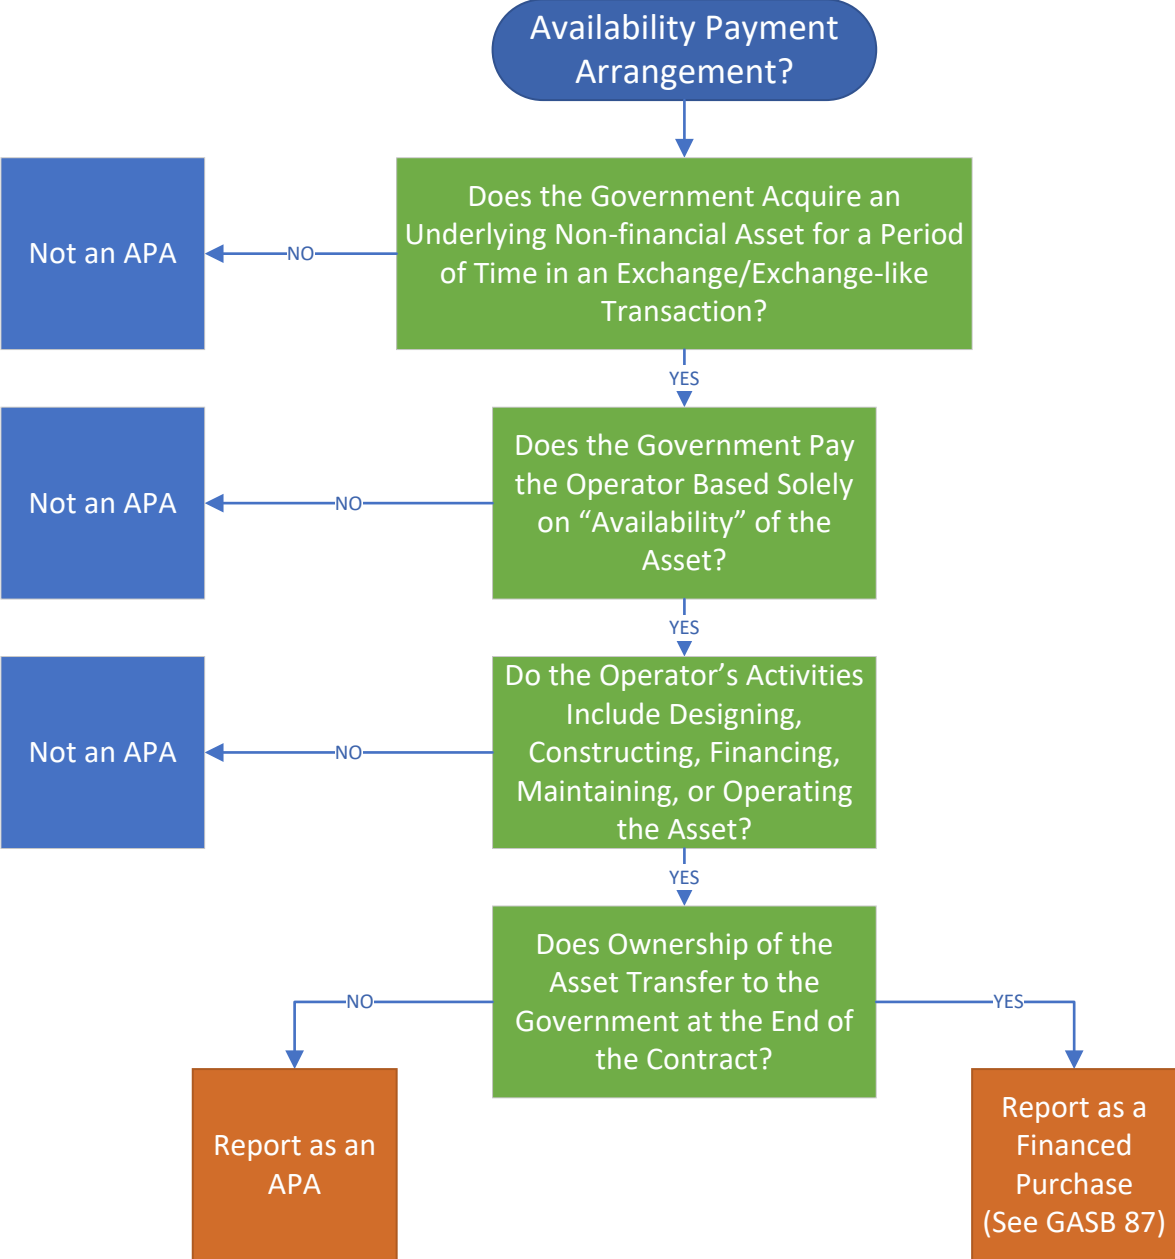 Availability Payment
Arrangement?
Does the Government Acquire an
Underlying Non-financial Asset for a Period
of Time in an Exchange/Exchange-like
Transaction?
NO
Not an APA
YES
Does the Government Pay
the Operator Based Solely
on “Availability” of the
Asset?
NO
Not an APA
YES
Do the Operator’s Activities
Include Designing,
Constructing, Financing,
Maintaining, or Operating
the Asset?
NO
Not an APA
YES
Does Ownership of the
Asset Transfer to the
Government at the End of
the Contract?
NO
YES
Report as an
APA
Report as a
Financed
Purchase
(See GASB 87)